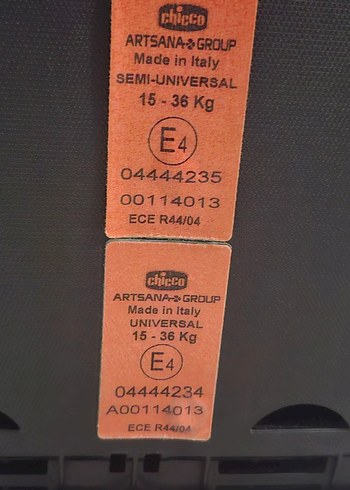 chicco
ARTSANA GROUP
Made in Italy
SEMI-UNIVERSAL
15 - 36 Kg
E4
04444235
00114013
ECE R44/04
chicco
ARTSANA GROUP
Made in Italy
UNIVERSAL
15 - 36 Kg
E4
04444234
A00114013
ECE R44/04